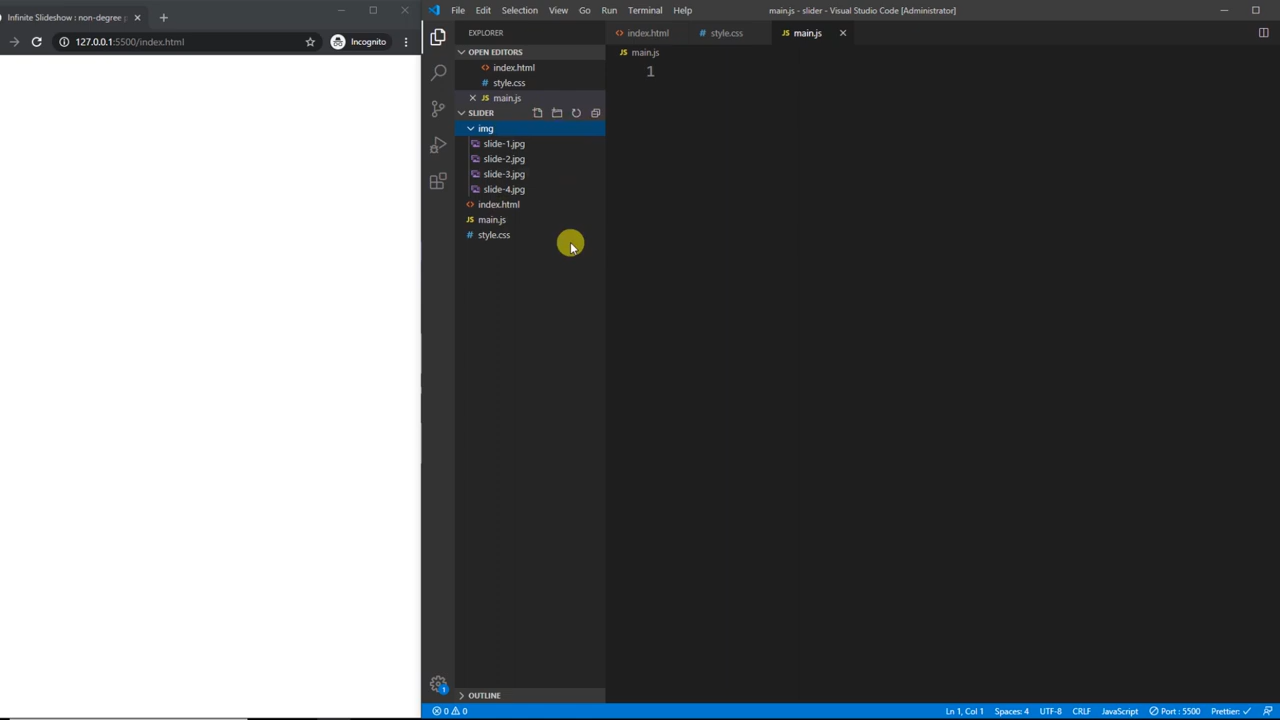 Infinite Slideshow : non-degree
127.0.0.1:5500/index.html
Incognito
File Edit Selection View Go Run Terminal Help
main.js - slider - Visual Studio Code [Administrator]
EXPLORER
OPEN EDITORS
index.html
style.css
main.js
SLIDER
img
slide-1.jpg
slide-2.jpg
slide-3.jpg
slide-4.jpg
index.html
JS main.js
# style.css
OUTLINE
index.html # style.css JS main.js
JS main.js
1
1
0 0
Ln 1, Col 1 Spaces: 4 UTF-8 CRLF JavaScript Port : 5500 Prettier: